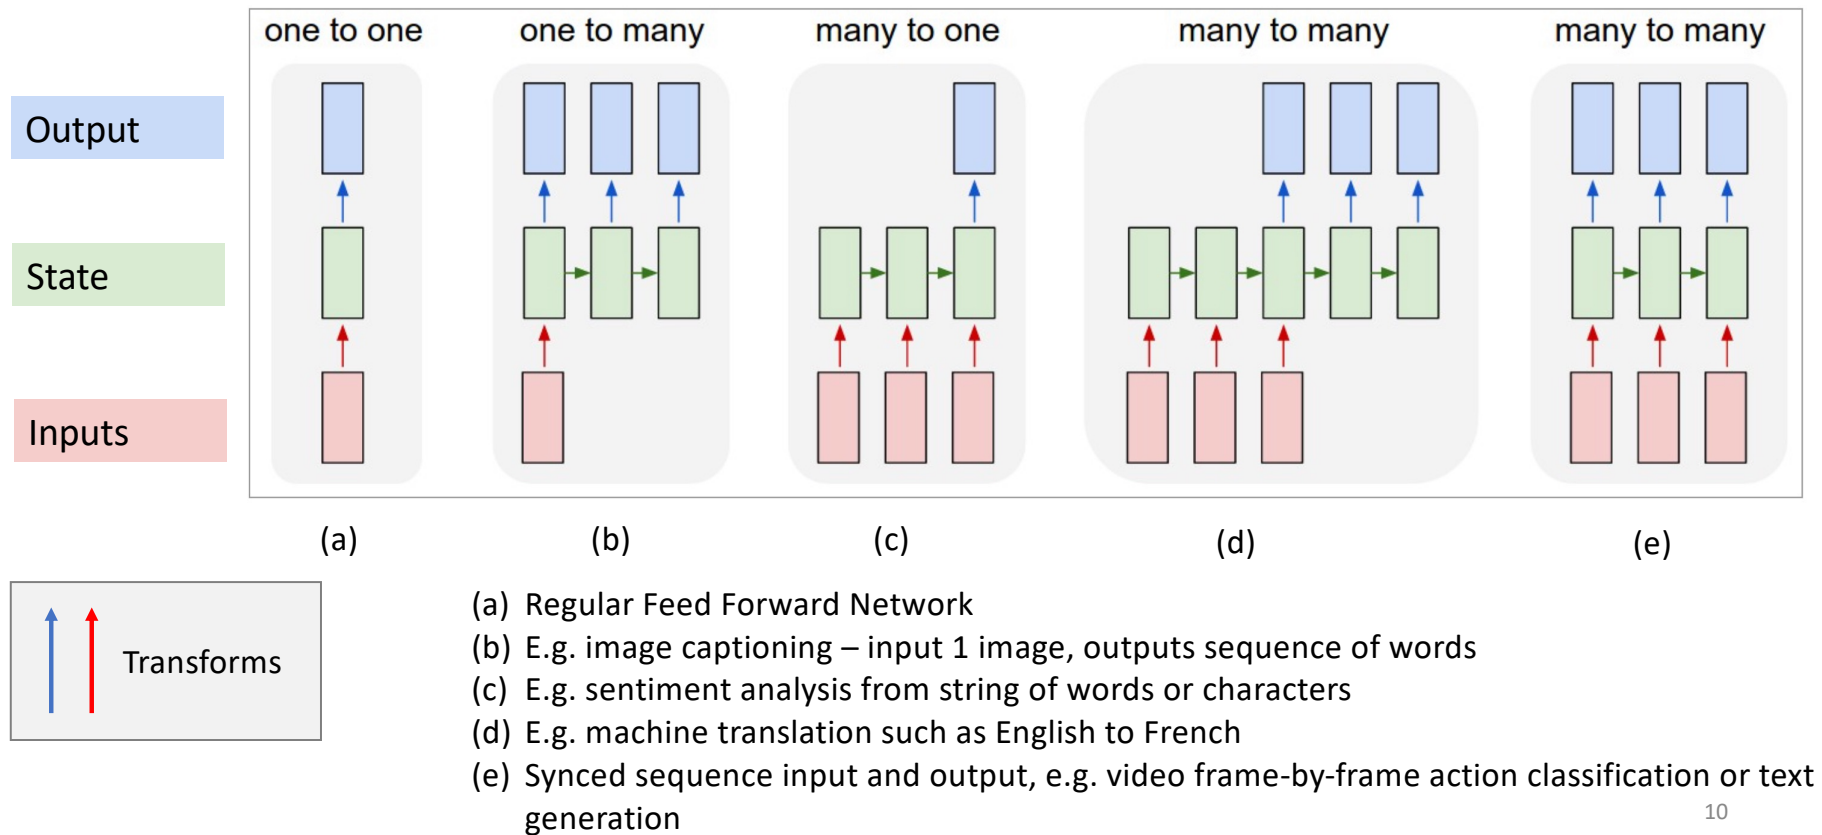 one to one
one to many
many to one
many to many
many to many
Output
State
Inputs
(a)
(b)
(c)
(d)
(e)
Transforms
(a) Regular Feed Forward Network
(b) E.g. image captioning – input 1 image, outputs sequence of words
(c) E.g. sentiment analysis from string of words or characters
(d) E.g. machine translation such as English to French
(e) Synced sequence input and output, e.g. video frame-by-frame action classification or text
generation
10